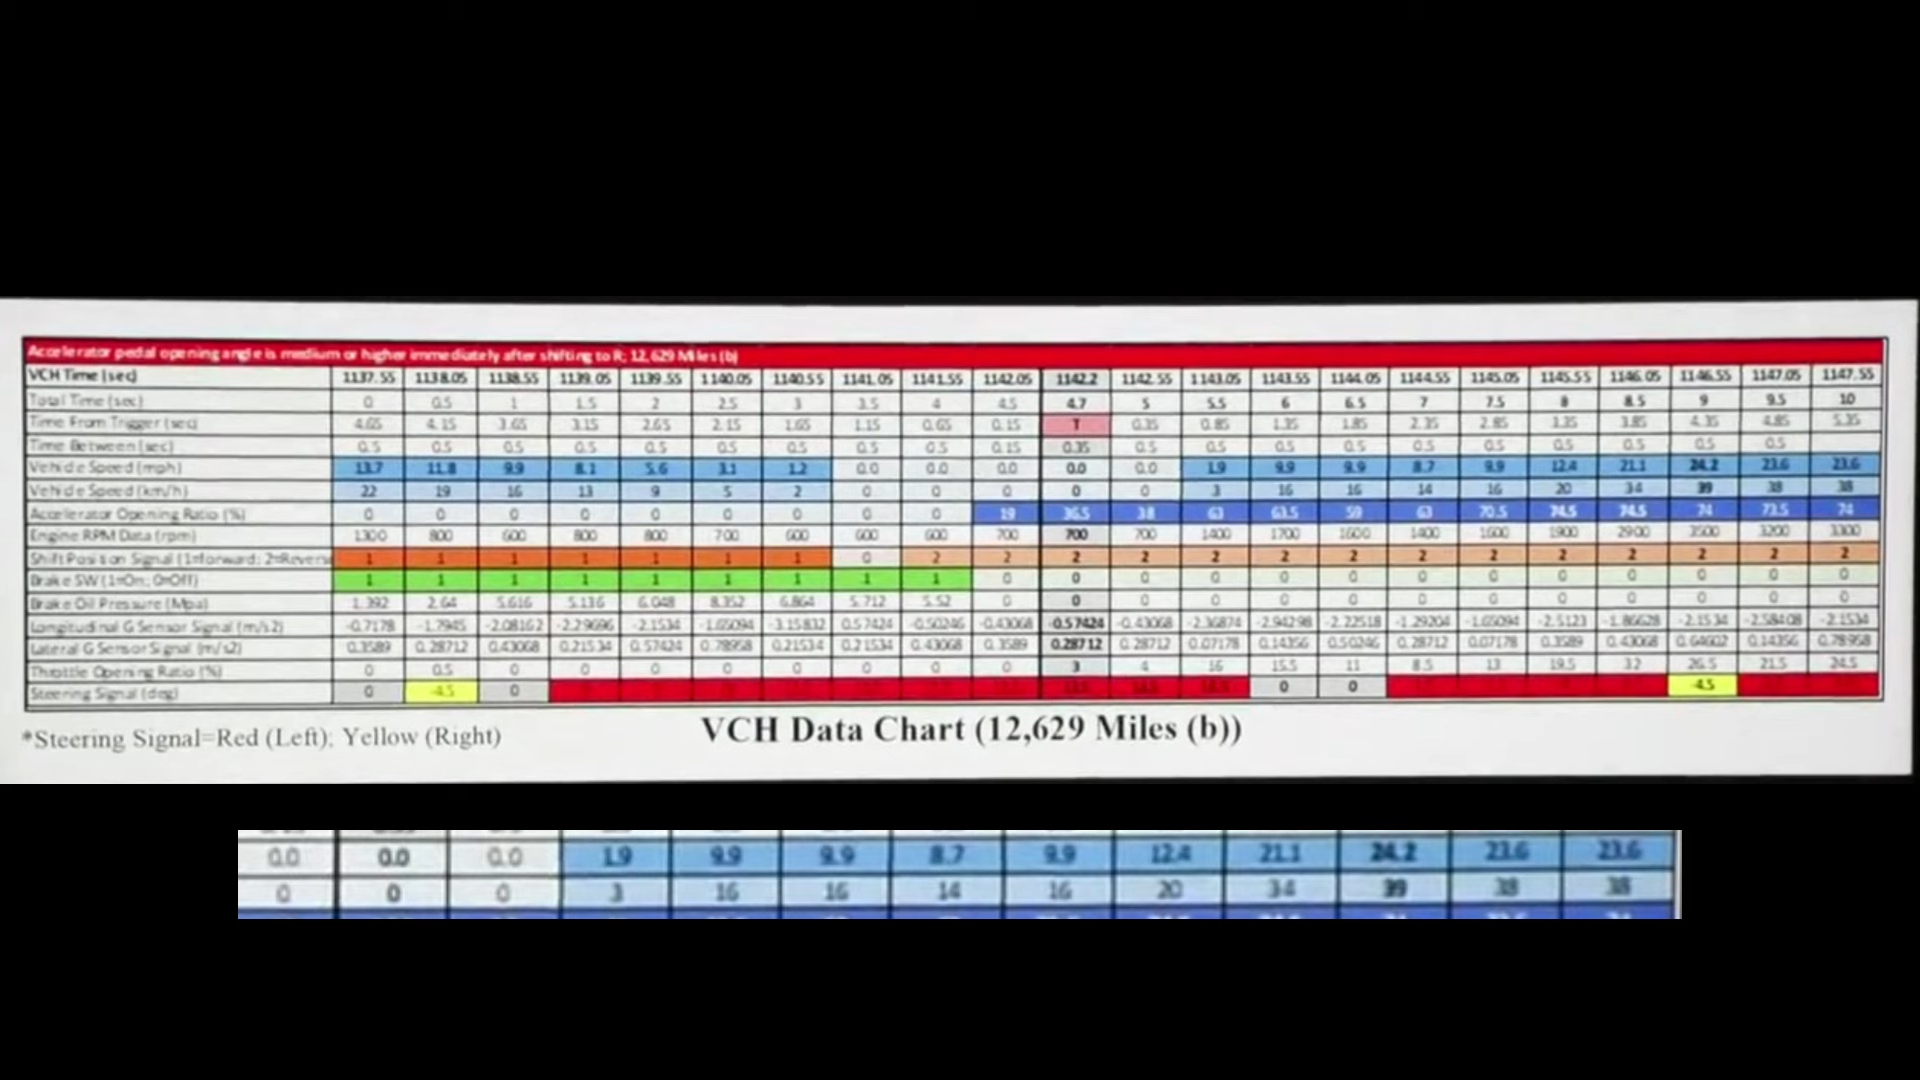 Accelerator pedal opening angle is medium or higher immediately after shifting to R; 12,629 Miles (b)
VCH Time (sec) 1137.55 1138.05 1138.55 1139.05 1139.55 1140.05 1140.55 1141.05 1141.55 1142.05 1142.2 1142.55 1143.05 1143.55 1144.05 1144.55 1145.05 1145.55 1146.05 1146.55 1147.05 1147.55
Total Time (sec) 0 0.5 1 1.5 2 2.5 3 3.5 4 4.5 4.7 5 5.5 6 6.5 7 7.5 8 8.5 9 9.5 10
Time From Trigger (sec) 4.65 4.15 3.65 3.15 2.65 2.15 1.65 1.15 0.65 0.15 T 0.35 0.85 1.35 1.85 2.35 2.85 3.85 4.35 4.85 5.35
Time Between (sec) 0.5 0.5 0.5 0.5 0.5 0.5 0.5 0.5 0.5 0.15 0.35 0.5 0.5 0.5 0.5 0.5 0.5 0.5 0.5 0.5 0.5
Vehicle Speed (mph) 13.7 11.8 9.9 8.1 5.6 3.1 1.2 0.0 0.0 0.0 0.0 0.0 1.9 9.9 9.9 8.7 9.9 12.4 21.1 24.2 23.6 23.6
Vehicle Speed (km/h) 22 19 16 13 9 5 2 0 0 0 0 0 3 16 16 14 16 20 34 39 38 38
Accelerator Opening Ratio (%) 0 0 0 0 0 0 0 0 0 19 36.5 38 63 63.5 59 63 70.5 74.5 74.5 74 73.5 74
Engine RPM Data (rpm) 1300 800 600 800 800 700 600 600 600 700 700 700 1400 1700 1600 1400 1600 1900 2900 3500 3200 3300
Shift Position Signal (1=forward; 2=Reverse 1 1 1 1 1 1 1 0 2 2 2 2 2 2 2 2 2 2 2 2 2 2
Brake SW (1=On; 0=Off) 1 1 1 1 1 1 1 1 1 0 0 0 0 0 0 0 0 0 0 0 0 0
Brake Oil Pressure (Mpa) 1.392 2.64 5.616 5.136 6.048 8.352 6.864 5.712 5.52 0 0 0 0 0 0 0 0 0 0 0 0 0
Longitudinal G Sensor Signal (m/s2) -0.7178 -1.7945 -2.08162 -2.29696 -2.1534 -1.65094 -3.15832 0.57424 -0.50246 -0.43068 -0.57424 -0.43068 -2.36874 -2.94298 -2.22518 -1.29204 -1.65094 -2.5123 -1.86628 -2.1534 -2.58408 -2.1534
Lateral G Sensor Signal (m/s2) 0.3589 0.28712 0.43068 0.21534 0.57424 0.78958 0.21534 0.21534 0.43068 0.3589 0.28712 0.28712 0.07178 0.14356 0.50246 0.28712 0.07178 0.3589 0.43068 0.64602 0.14356 0.78958
Throttle Opening Ratio (%) 0 0.5 0 0 0 0 0 0 0 0 3 4 16 15.5 11 8.5 13 19.5 32 26.5 21.5 24.5
Steering Signal (deg) 0 -4.5 0 0 0 -4.5
*Steering Signal=Red (Left); Yellow (Right)
VCH Data Chart (12,629 Miles (b))
0.0 0.0 0.0 1.9 9.9 9.9 8.7 9.9 12.4 21.1 24.2 23.6 23.6
0 0 0 3 16 16 14 16 20 34 39 38 38